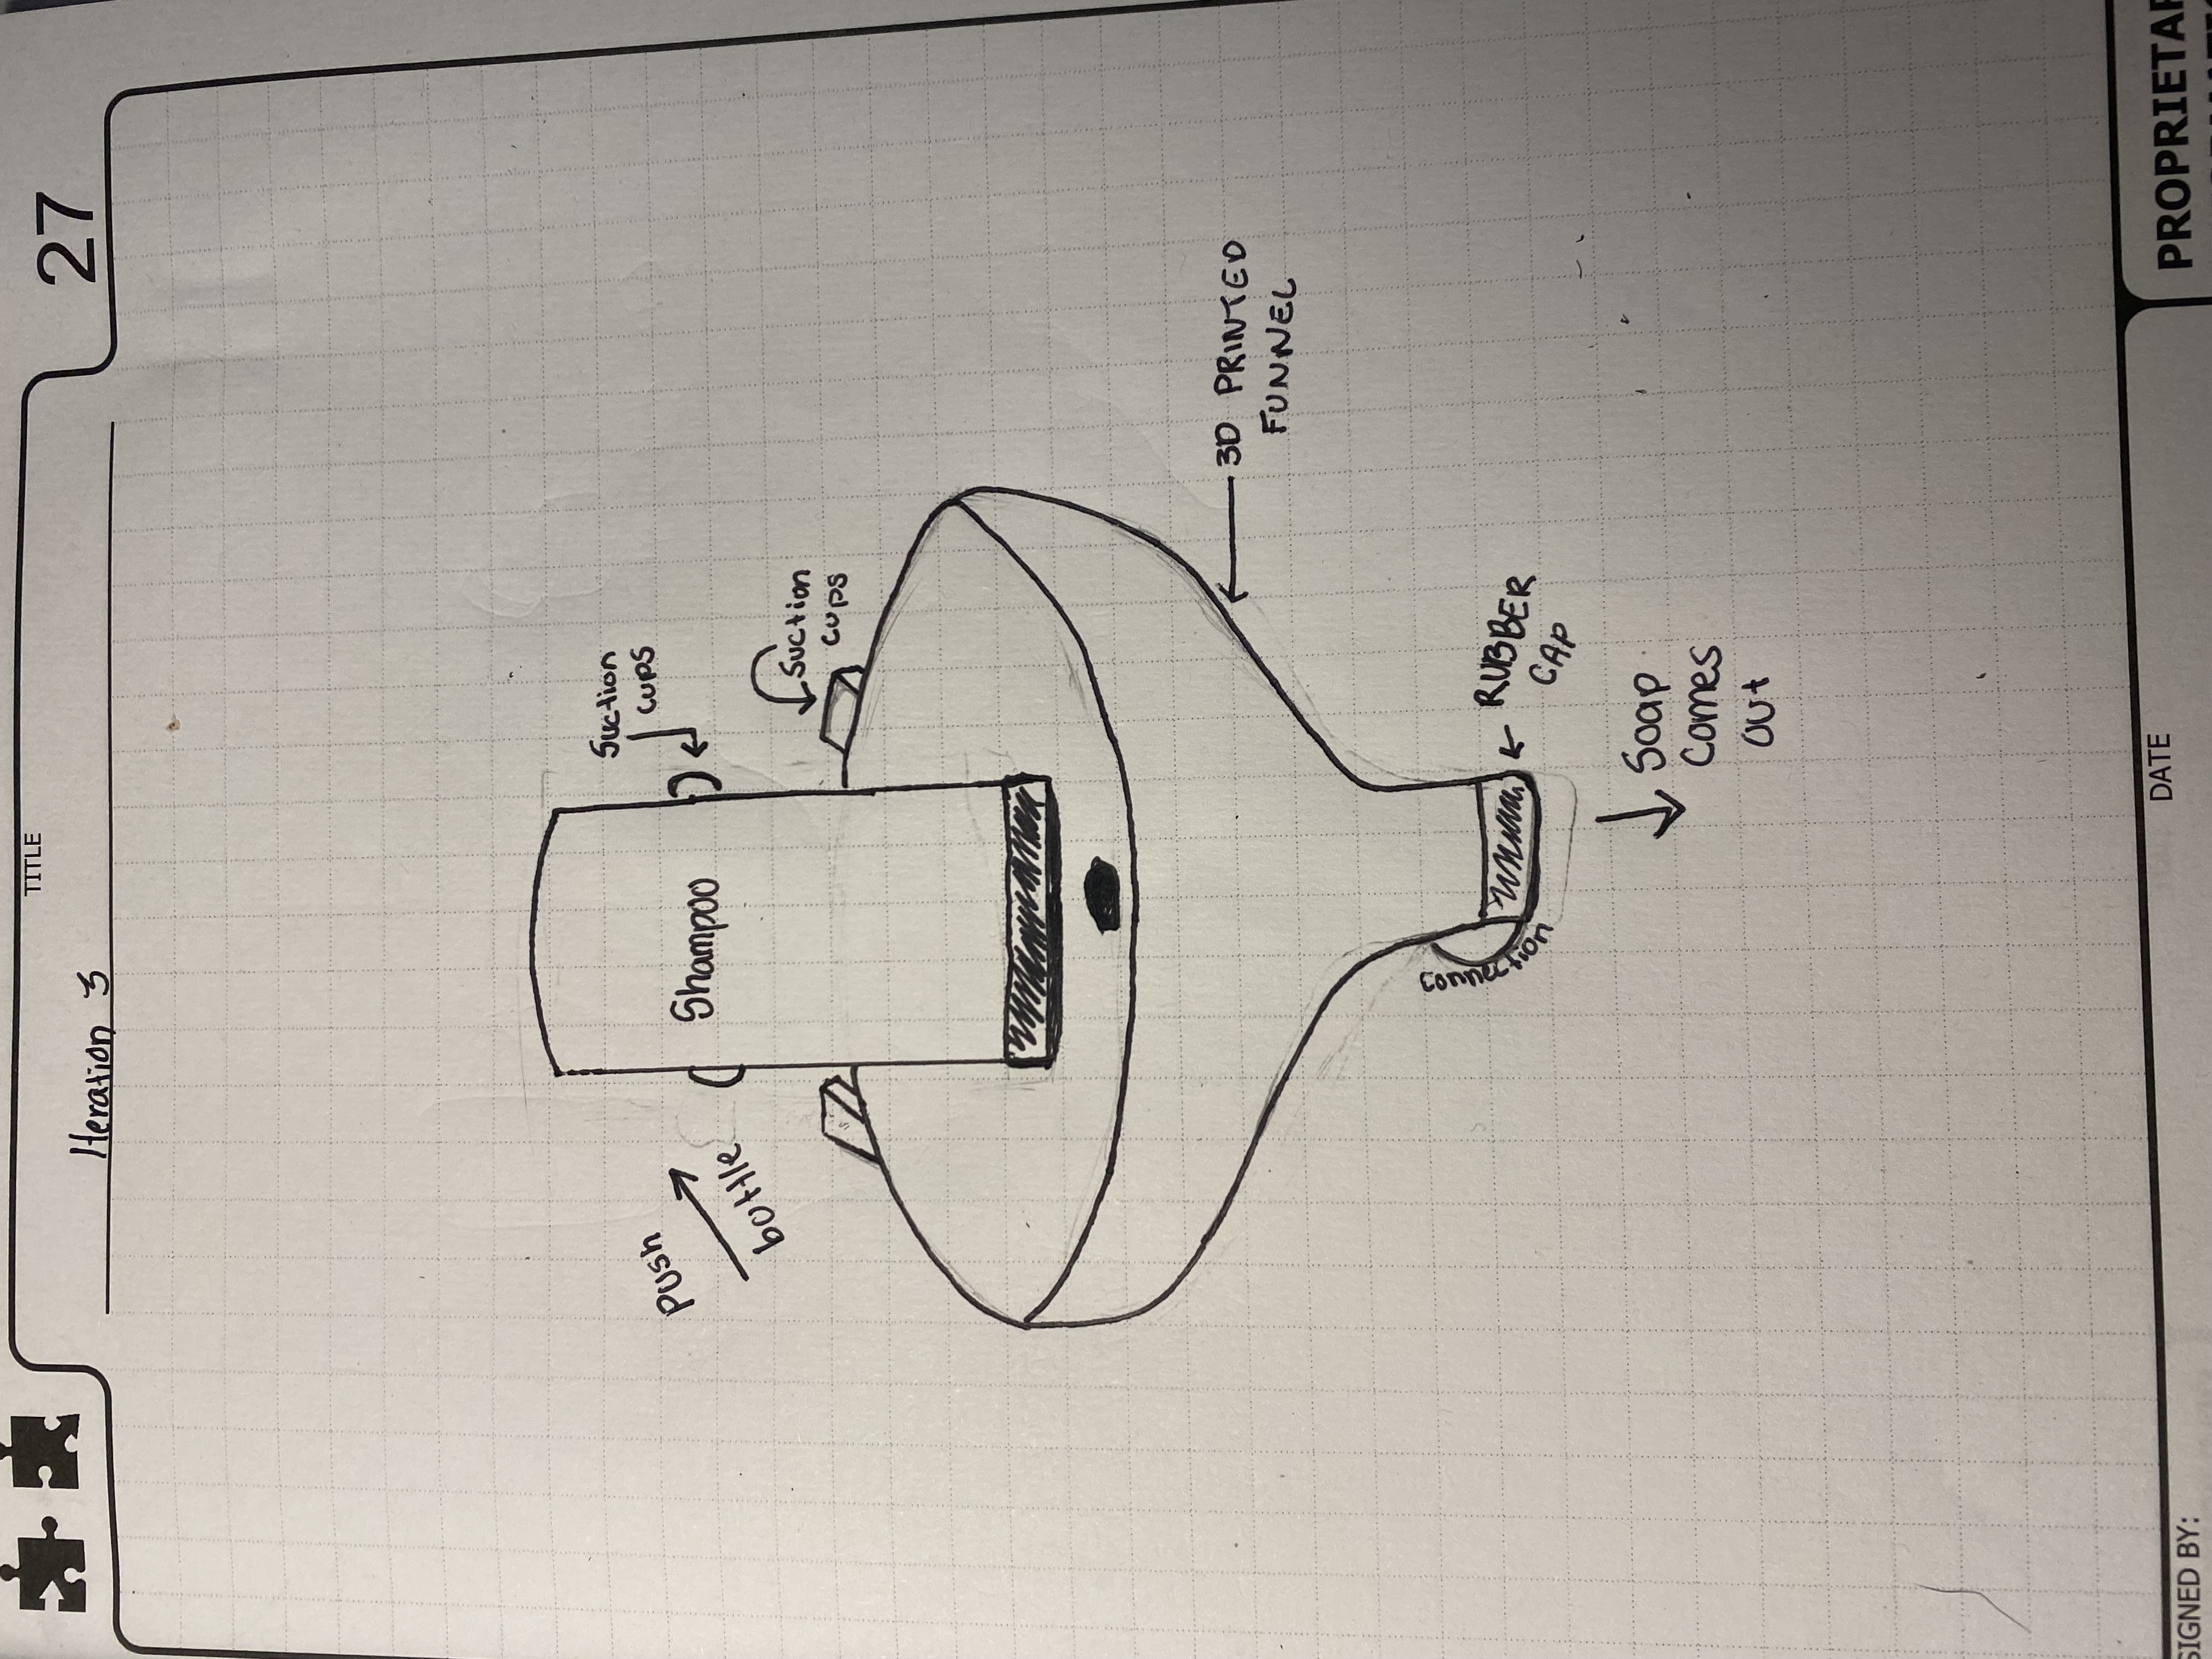 TITLE
27
Iteration 3
Suction
cups
Push
bottle
Shampoo
Suction
cups
3D PRINTED
FUNNEL
connection
RUBBER
CAP
Soap
Comes
Out
DATE
SIGNED BY:
PROPRIETAR